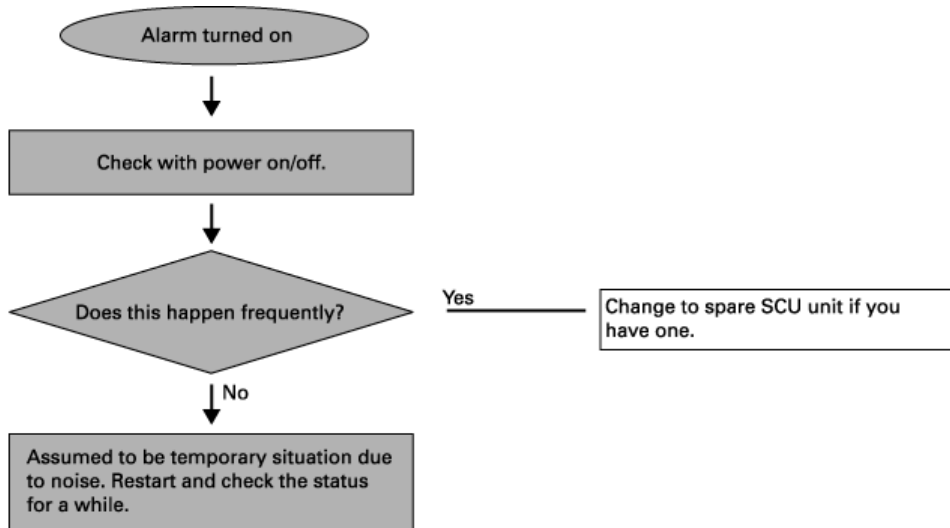 Alarm turned on
Check with power on/off.
Does this happen frequently?
Yes
Change to spare SCU unit if you
have one.
No
Assumed to be temporary situation due
to noise. Restart and check the status
for a while.